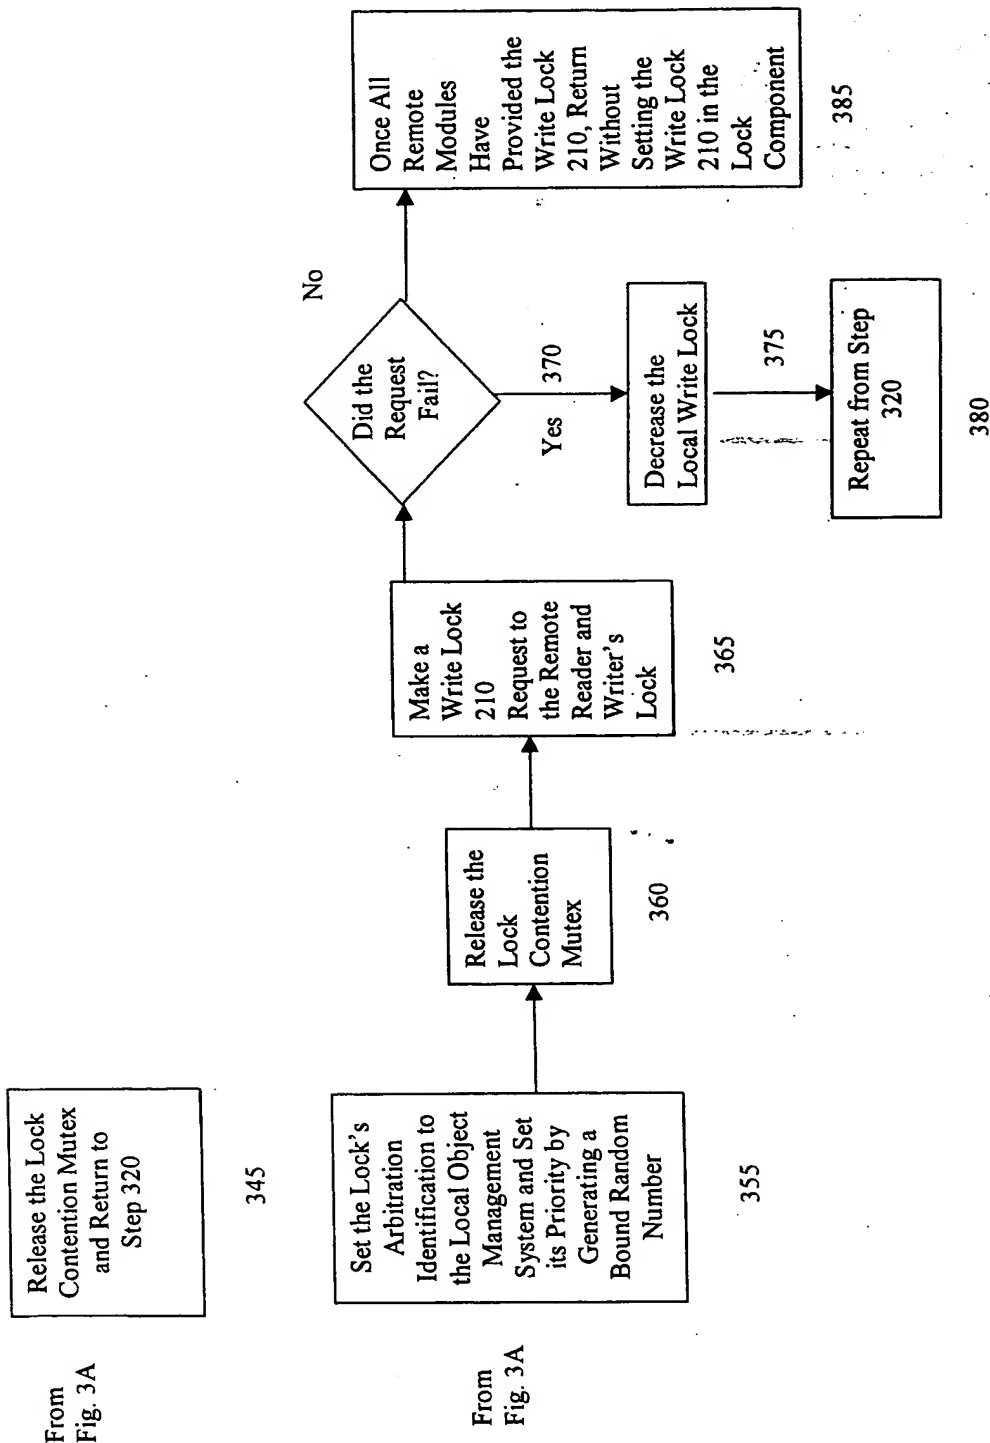 From
Fig. 3A
Release the Lock
Contention Mutex
and Return to
Step 320
345
From
Fig. 3A
Set the Lock's
Arbitration
Identification to
the Local Object
Management
System and Set
its Priority by
Generating a
Bound Random
Number
355
Release the
Lock
Contention
Mutex
360
Make a
Write Lock
210
Request to
the Remote
Reader and
Writer's
Lock
365
Did the
Request
Fail?
No
Yes
370
Decrease the
Local Write Lock
375
Repeat from Step
320
380
Once All
Remote
Modules
Have
Provided the
Write Lock
210, Return
Without
Setting the
Write Lock
210 in the
Lock
Component
385